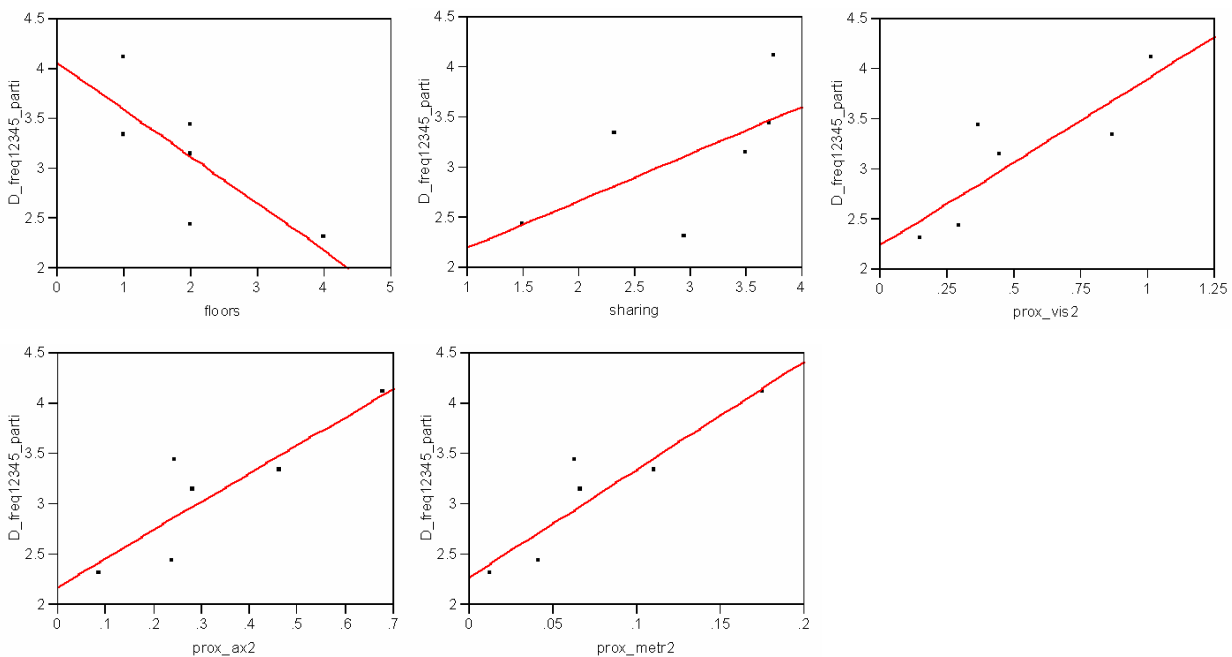 4.5
4
3.5
3
2.5
2
D_freq12345_parti
0 1 2 3 4 5
floors
4.5
4
3.5
3
2.5
2
D_freq12345_parti
1 1.5 2 2.5 3 3.5 4
sharing
4.5
4
3.5
3
2.5
2
D_freq12345_parti
0 .25 .5 .75 1 1.25
prox_vis2
4.5
4
3.5
3
2.5
2
D_freq12345_parti
0 .1 .2 .3 .4 .5 .6 .7
prox_ax2
4.5
4
3.5
3
2.5
2
D_freq12345_parti
0 .05 .1 .15 .2
prox_metr2